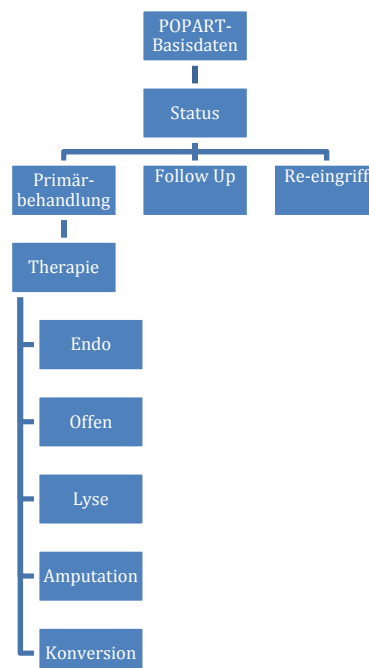 POPART-
Basisdaten
Status
Primär-
behandlung
Follow Up
Re-eingriff
Therapie
Endo
Offen
Lyse
Amputation
Konversion